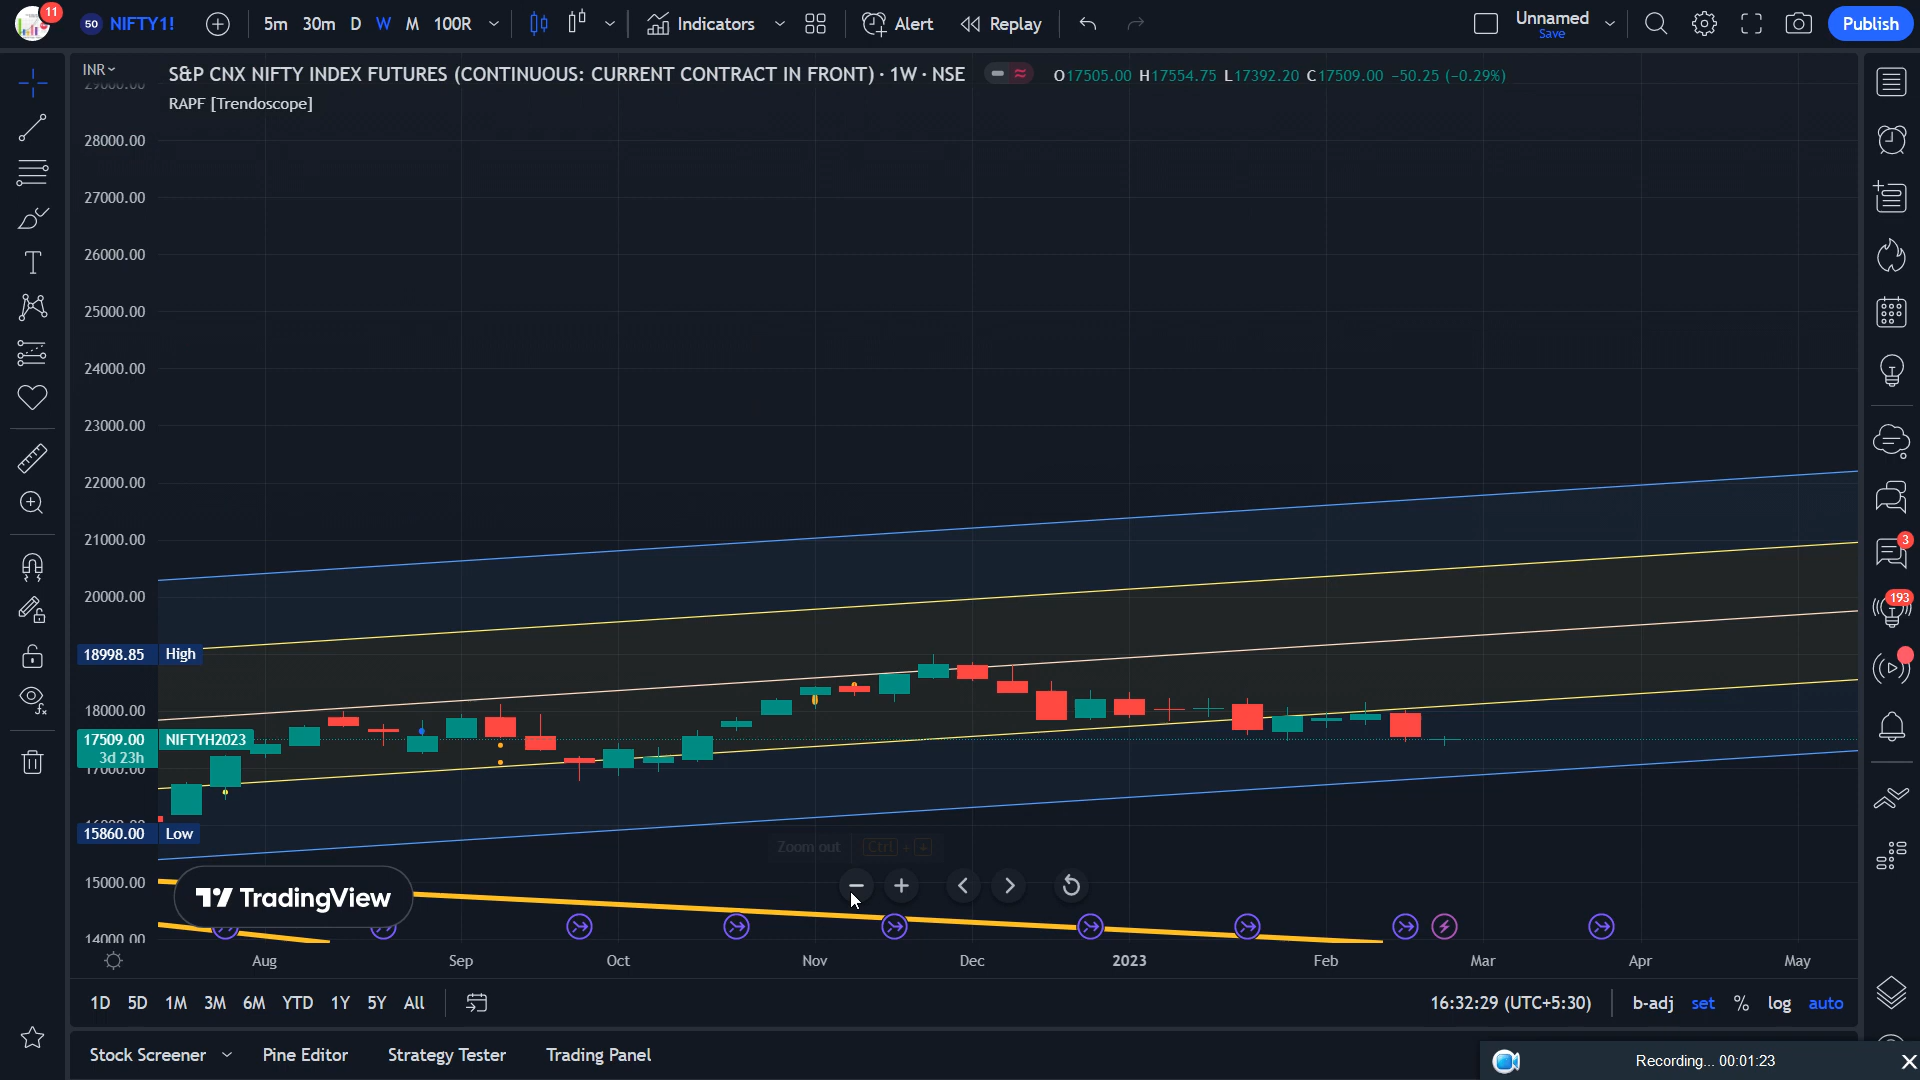 11
50 NIFTY1!
5m 30m D W M 100R
Indicators
Alert
Replay
Unnamed
Save
Publish
INR
S&P CNX NIFTY INDEX FUTURES (CONTINUOUS: CURRENT CONTRACT IN FRONT) · 1W · NSE
O17505.00 H17554.75 L17392.20 C17509.00 −50.25 (−0.29%)
RAPF [Trendoscope]
29000.00
28000.00
27000.00
26000.00
25000.00
24000.00
23000.00
22000.00
21000.00
20000.00
18998.85 High
18000.00
17509.00 NIFTYH2023
3d 23h
17000.00
16000.00
15860.00 Low
15000.00
14000.00
Zoom out
Ctrl + ↓
TradingView
3
193
Aug Sep Oct Nov Dec 2023 Feb Mar Apr May
1D 5D 1M 3M 6M YTD 1Y 5Y All
16:32:29 (UTC+5:30)
b-adj set % log auto
Stock Screener Pine Editor Strategy Tester Trading Panel
Recording... 00:01:23